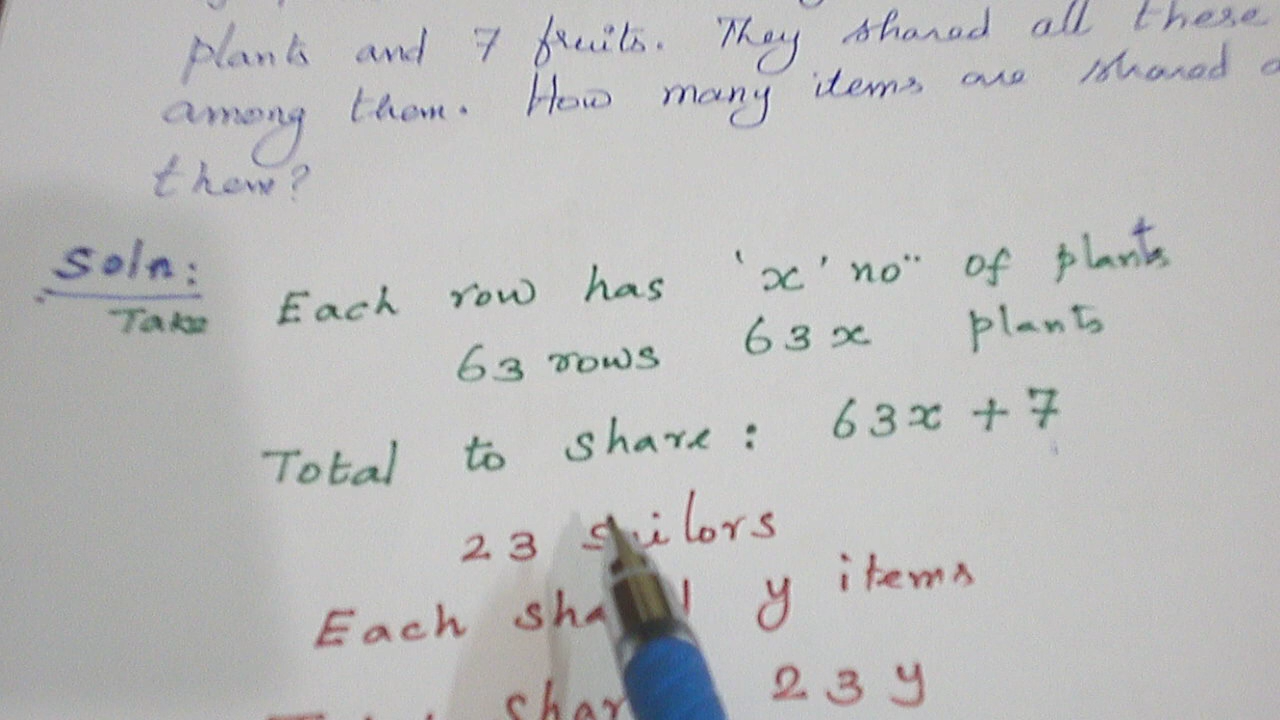 plants and 7 fruits. They shared all these
among them. How many items are shared
them?
Soln:
Take Each row has 'x' no" of plants
63 rows 63x plants
Total to share: 63x + 7
23 sailors
Each y items
23y